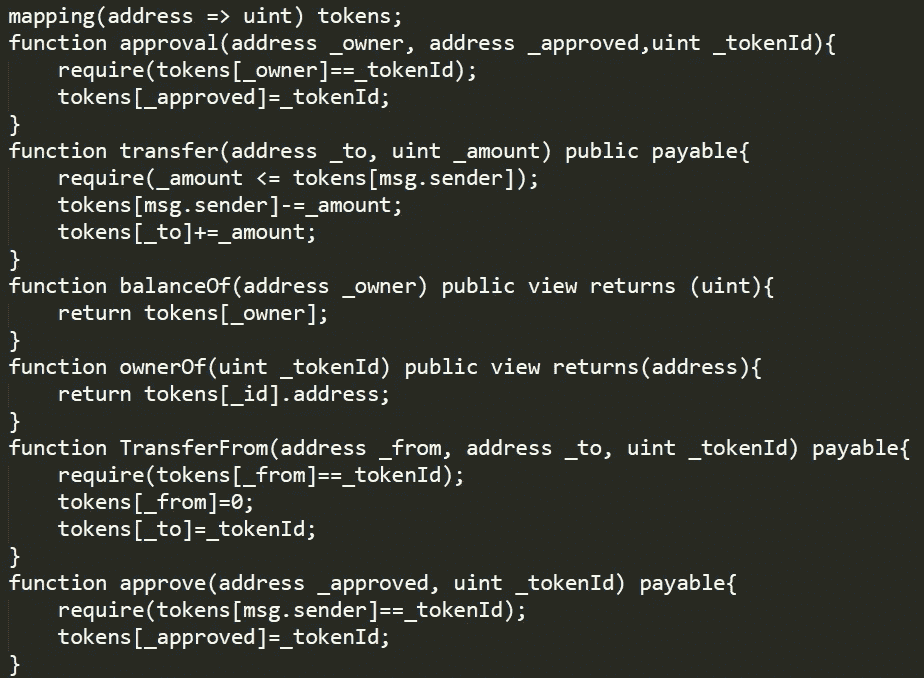 mapping(address => uint) tokens;
function approval(address _owner, address _approved,uint _tokenId){
    require(tokens[_owner]==_tokenId);
    tokens[_approved]=_tokenId;
}
function transfer(address _to, uint _amount) public payable{
    require(_amount <= tokens[msg.sender]);
    tokens[msg.sender]-=_amount;
    tokens[_to]+=_amount;
}
function balanceOf(address _owner) public view returns (uint){
    return tokens[_owner];
}
function ownerOf(uint _tokenId) public view returns(address){
    return tokens[_id].address;
}
function TransferFrom(address _from, address _to, uint _tokenId) payable{
    require(tokens[_from]==_tokenId);
    tokens[_from]=0;
    tokens[_to]=_tokenId;
}
function approve(address _approved, uint _tokenId) payable{
    require(tokens[msg.sender]==_tokenId);
    tokens[_approved]=_tokenId;
}